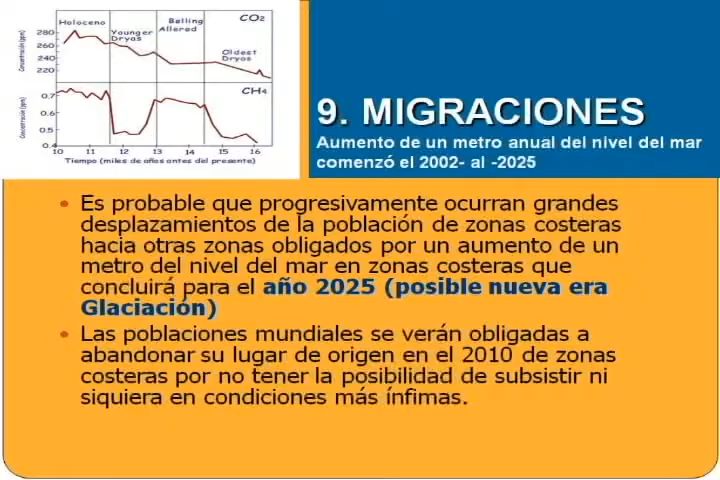 Holoceno
Younger
Dryas
Bølling
Allerød
Oldest
Dryas
CO2
Concentración (ppm)
280
260
240
220
CH4
Concentración (ppm)
0.7
0.6
0.5
0.4
10 11 12 13 14 15 16
Tiempo (miles de años antes del presente)
9. MIGRACIONES
Aumento de un metro anual del nivel del mar
comenzó el 2002- al -2025
• Es probable que progresivamente ocurran grandes
desplazamientos de la población de zonas costeras
hacia otras zonas obligados por un aumento de un
metro del nivel del mar en zonas costeras que
concluirá para el año 2025 (posible nueva era
Glaciación)
• Las poblaciones mundiales se verán obligadas a
abandonar su lugar de origen en el 2010 de zonas
costeras por no tener la posibilidad de subsistir ni
siquiera en condiciones más ínfimas.